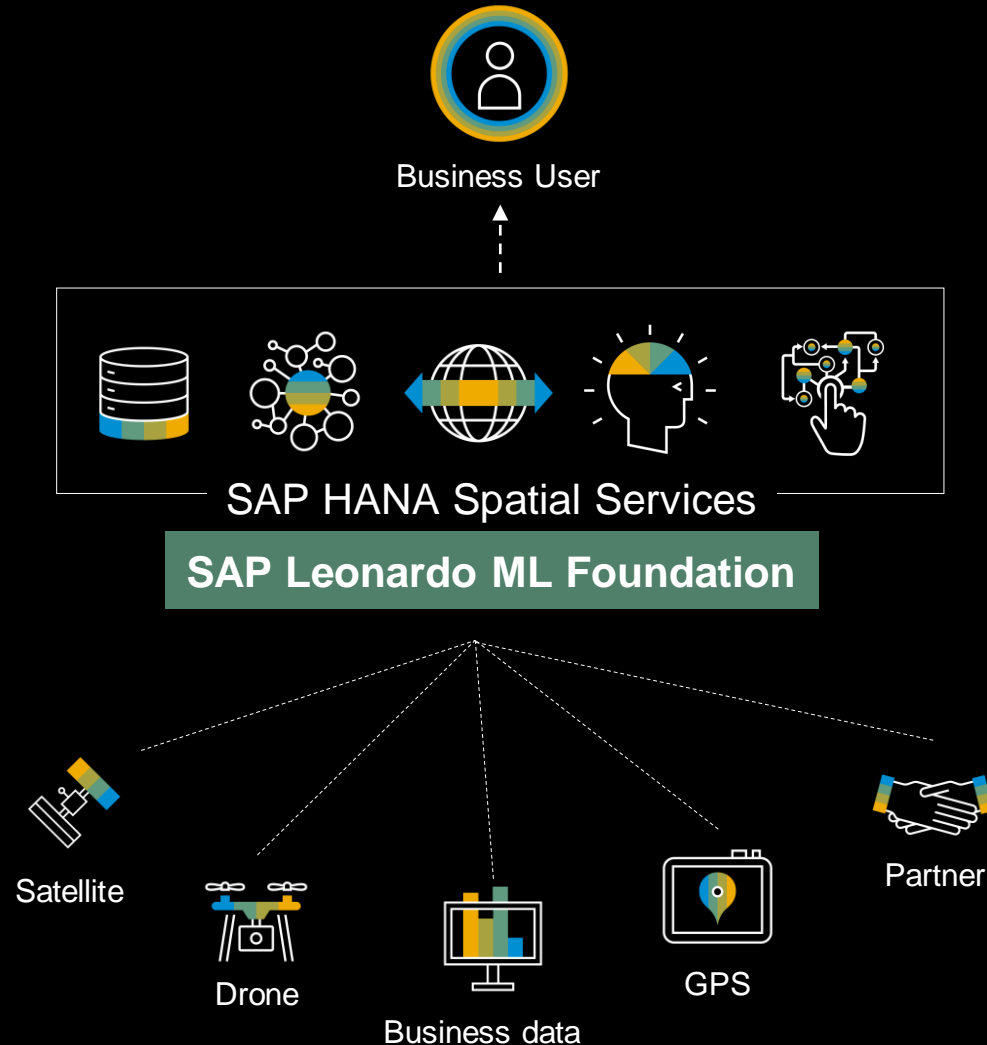 Business User
SAP HANA Spatial Services
SAP Leonardo ML Foundation
Satellite
Drone
Business data
GPS
Partner